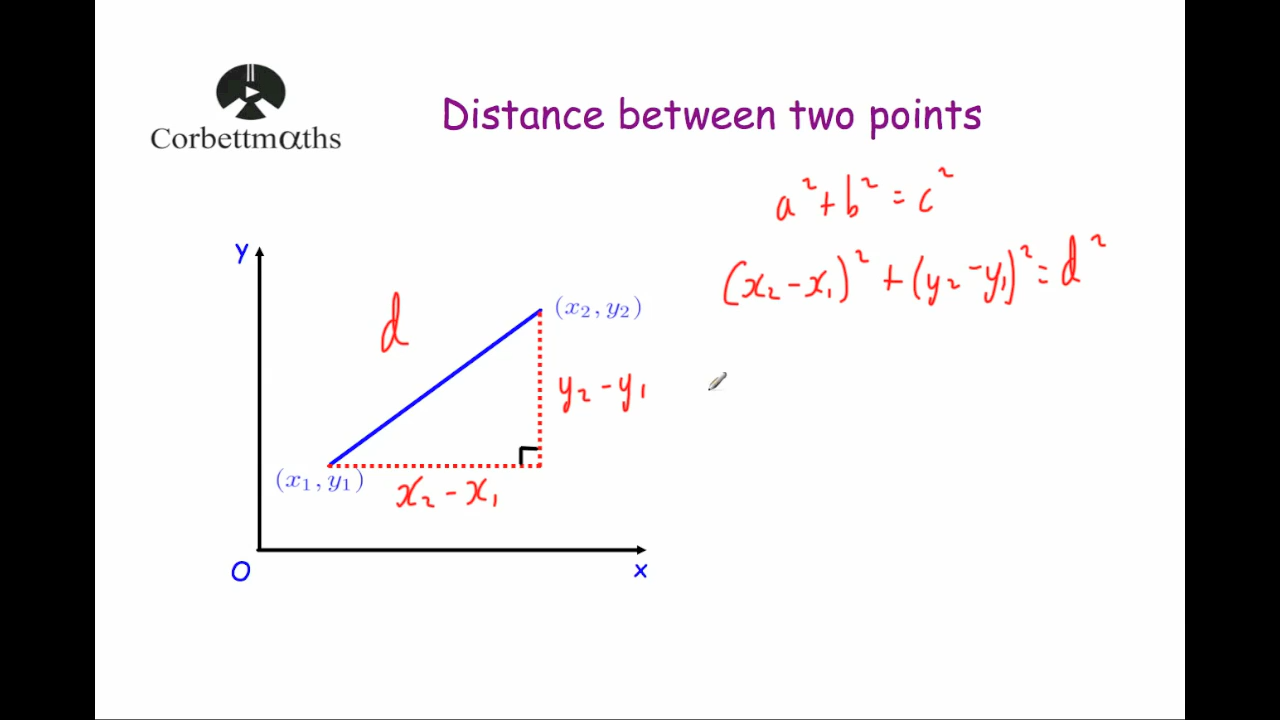 Corbettmαths
Distance between two points
a² + b² = c²
(x₂ - x₁)² + (y₂ - y₁)² = d²
y
d
(x₂, y₂)
y₂ - y₁
(x₁, y₁)
x₂ - x₁
O
x